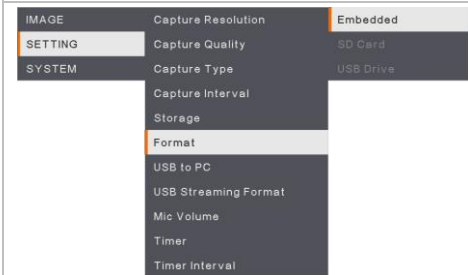 IMAGE
SETTING
SYSTEM
Capture Resolution
Capture Quality
Capture Type
Capture Interval
Storage
Format
USB to PC
USB Streaming Format
Mic Volume
Timer
Timer Interval
Embedded
SD Card
USB Drive